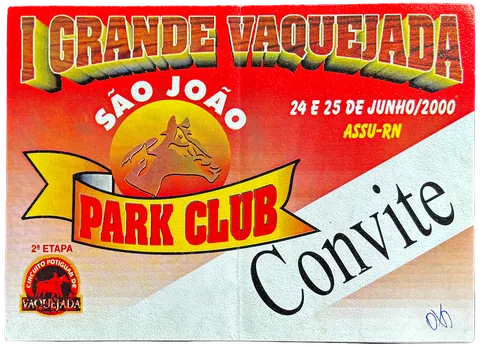 I GRANDE VAQUEJADA
SÃO JOÃO
PARK CLUB
24 E 25 DE JUNHO/2000
ASSU-RN
Convite
2ª ETAPA
CIRCUITO POTIGUAR DE
VAQUEJADA